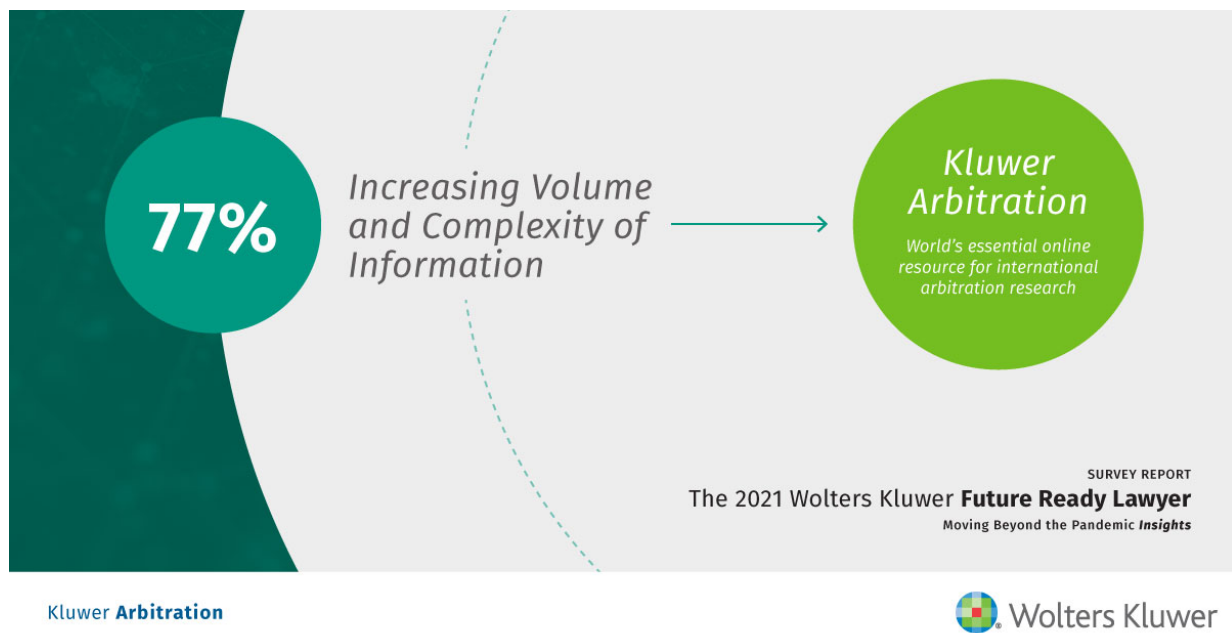 77%
Increasing Volume
and Complexity of
Information
Kluwer
Arbitration
World's essential online
resource for international
arbitration research
SURVEY REPORT
The 2021 Wolters Kluwer Future Ready Lawyer
Moving Beyond the Pandemic Insights
Kluwer Arbitration
Wolters Kluwer